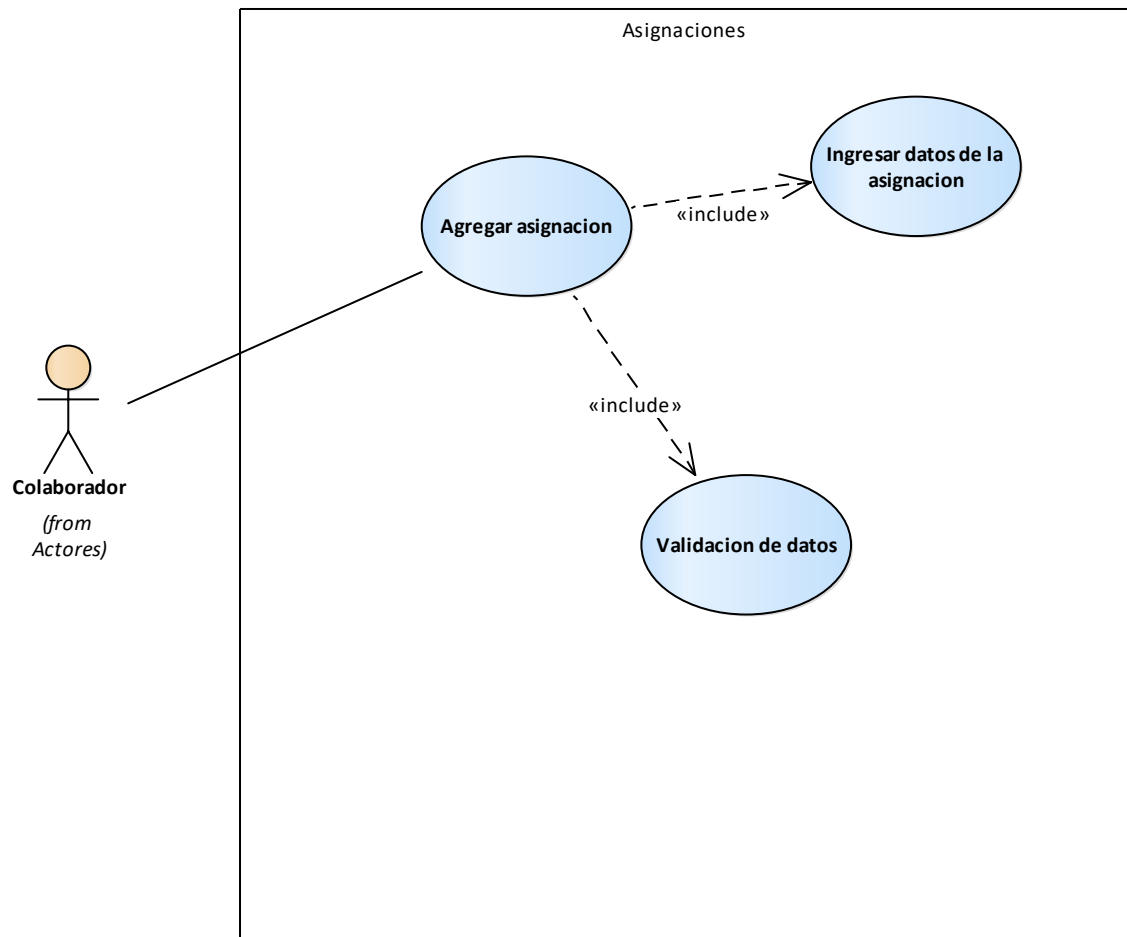 Asignaciones
Ingresar datos de la
asignacion
Agregar asignacion
«include»
«include»
Colaborador
(from
Actores)
Validacion de datos